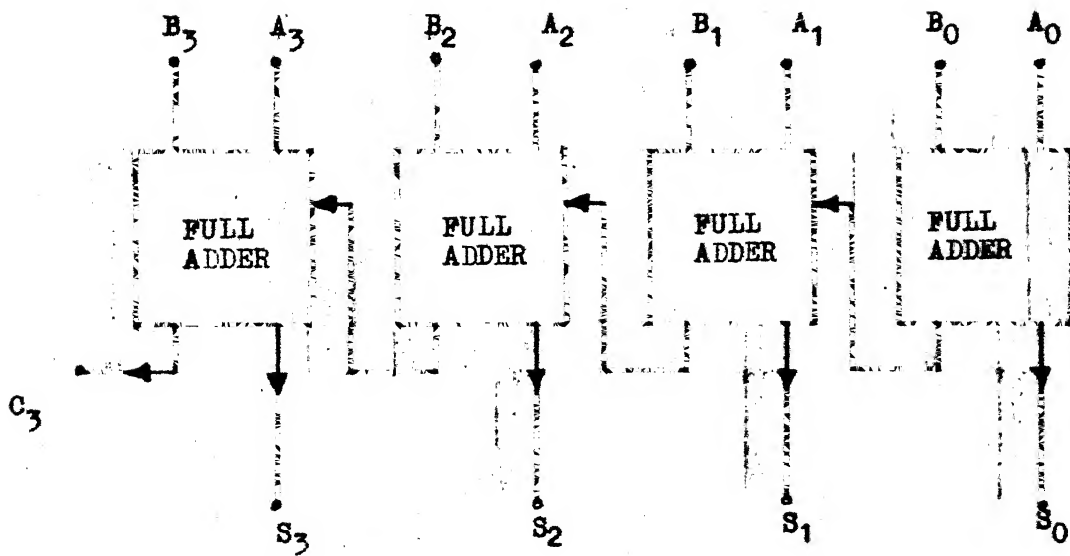 B3 A3 B2 A2 B1 A1 B0 A0
FULL ADDER
FULL ADDER
FULL ADDER
FULL ADDER
C3
S3 S2 S1 S0